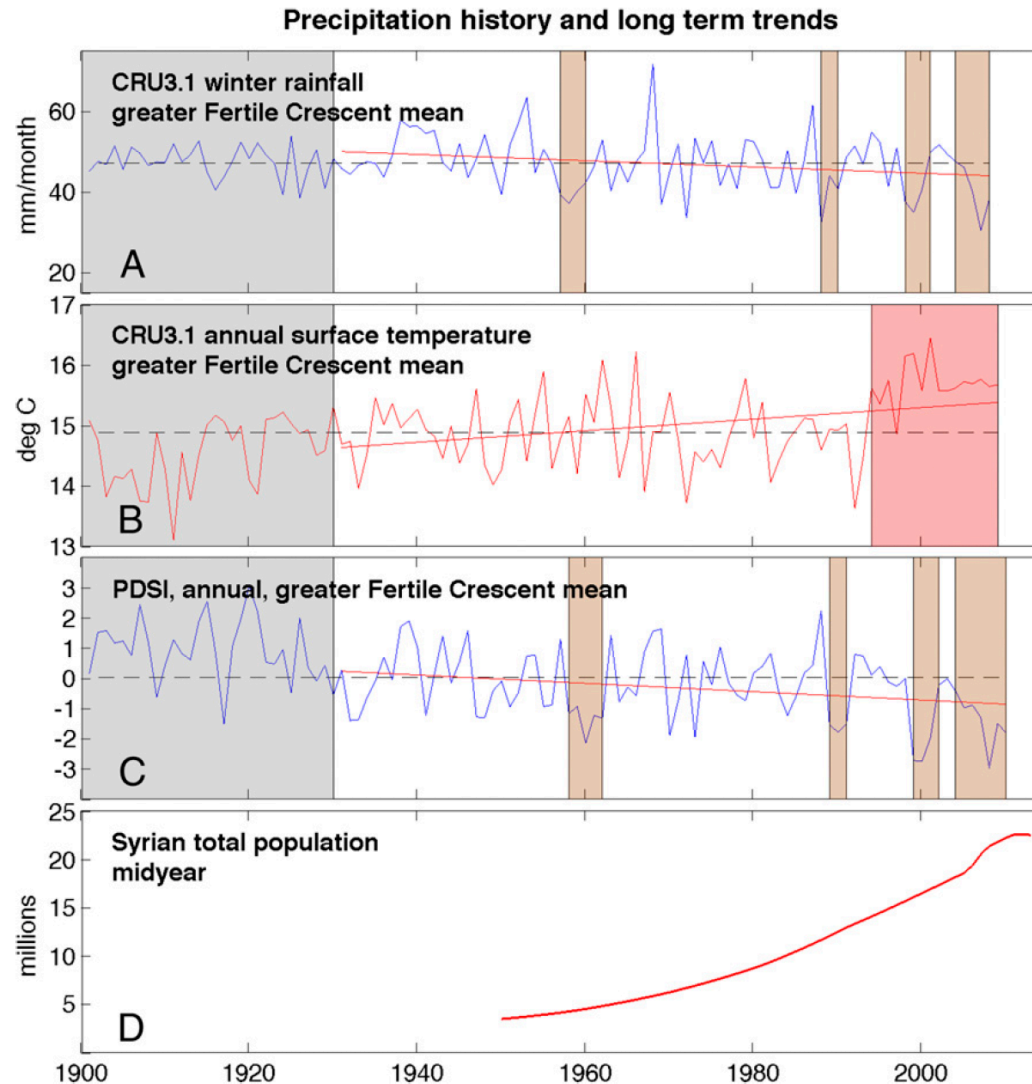 Precipitation history and long term trends
CRU3.1 winter rainfall
greater Fertile Crescent mean
60
40
20
mm/month
A
CRU3.1 annual surface temperature
greater Fertile Crescent mean
17
16
15
14
13
deg C
B
PDSI, annual, greater Fertile Crescent mean
3
2
1
0
-1
-2
-3
C
Syrian total population
midyear
25
20
15
10
5
millions
D
1900 1920 1940 1960 1980 2000